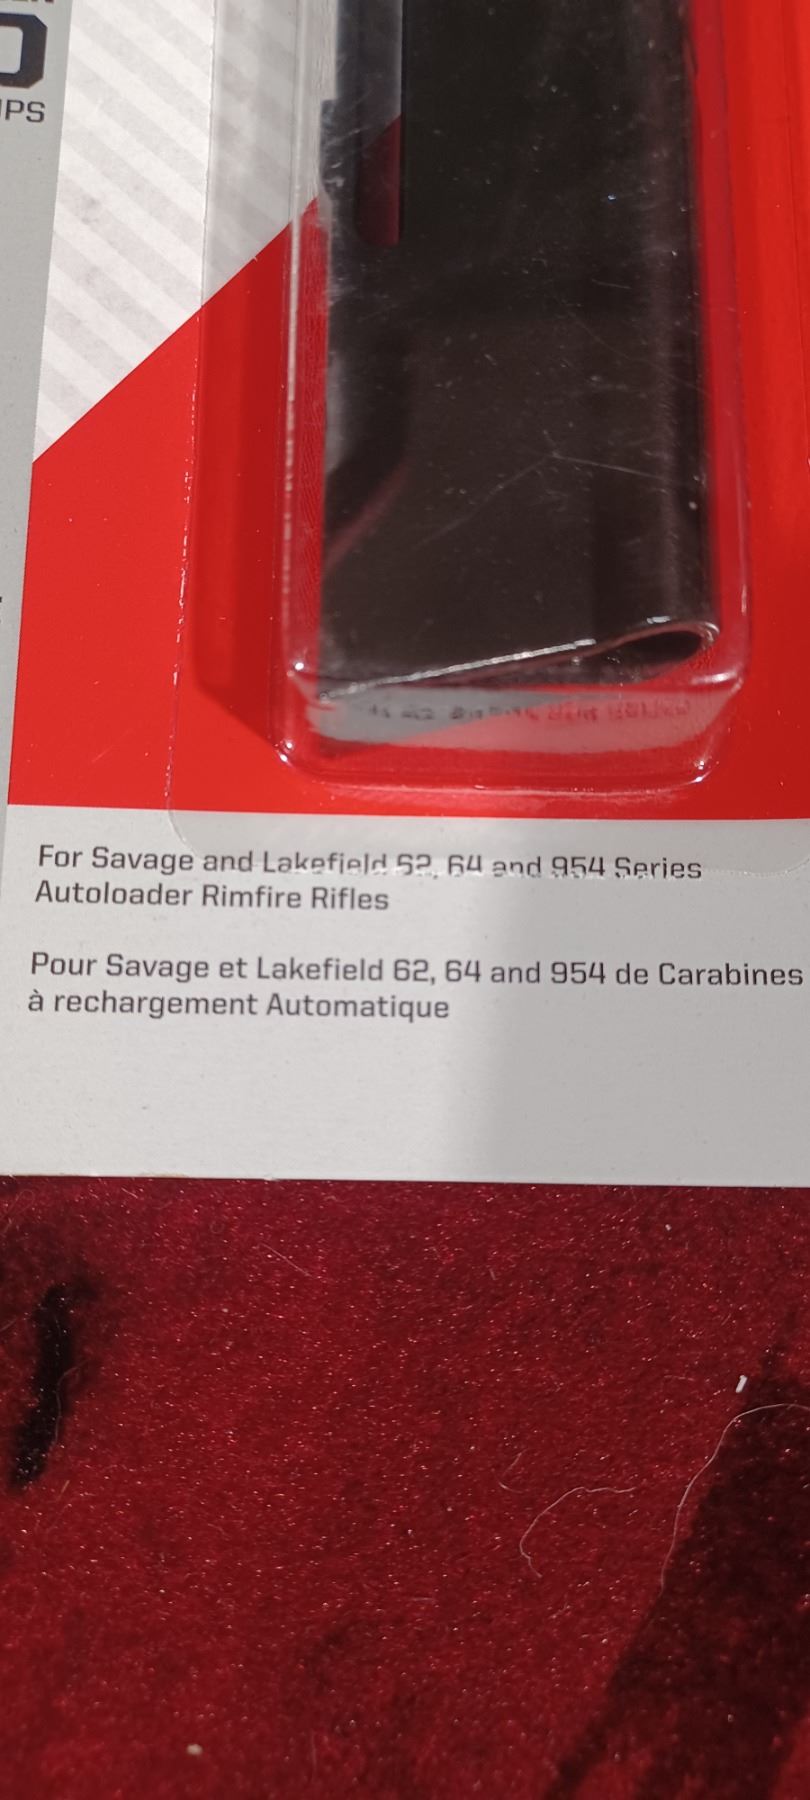 For Savage and Lakefield 62, 64 and 954 Series
Autoloader Rimfire Rifles
Pour Savage et Lakefield 62, 64 and 954 de Carabines
à rechargement Automatique